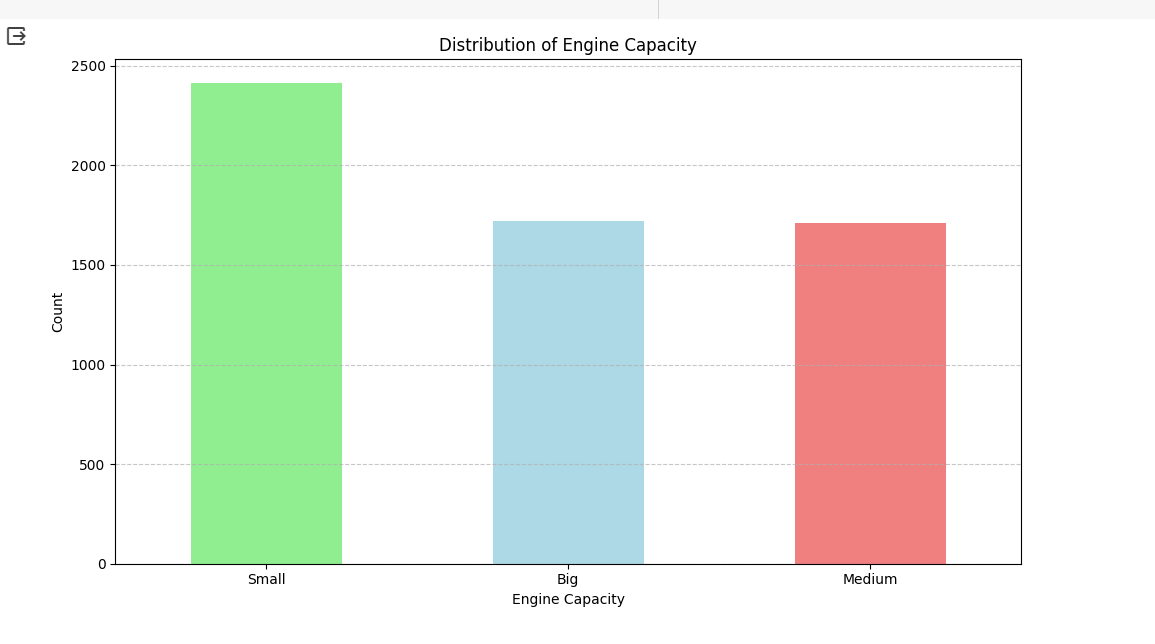 Distribution of Engine Capacity
2500
2000
1500
1000
500
0
Count
Small Big Medium
Engine Capacity